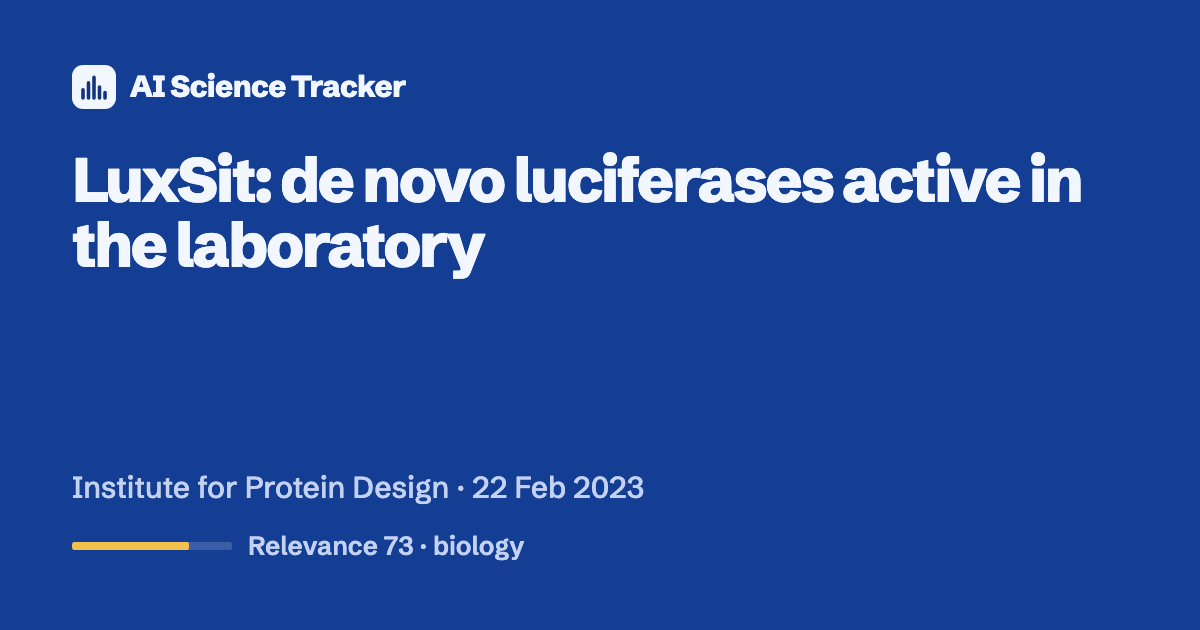 AI Science Tracker
LuxSit: de novo luciferases active in
the laboratory
Institute for Protein Design · 22 Feb 2023
Relevance 73 · biology